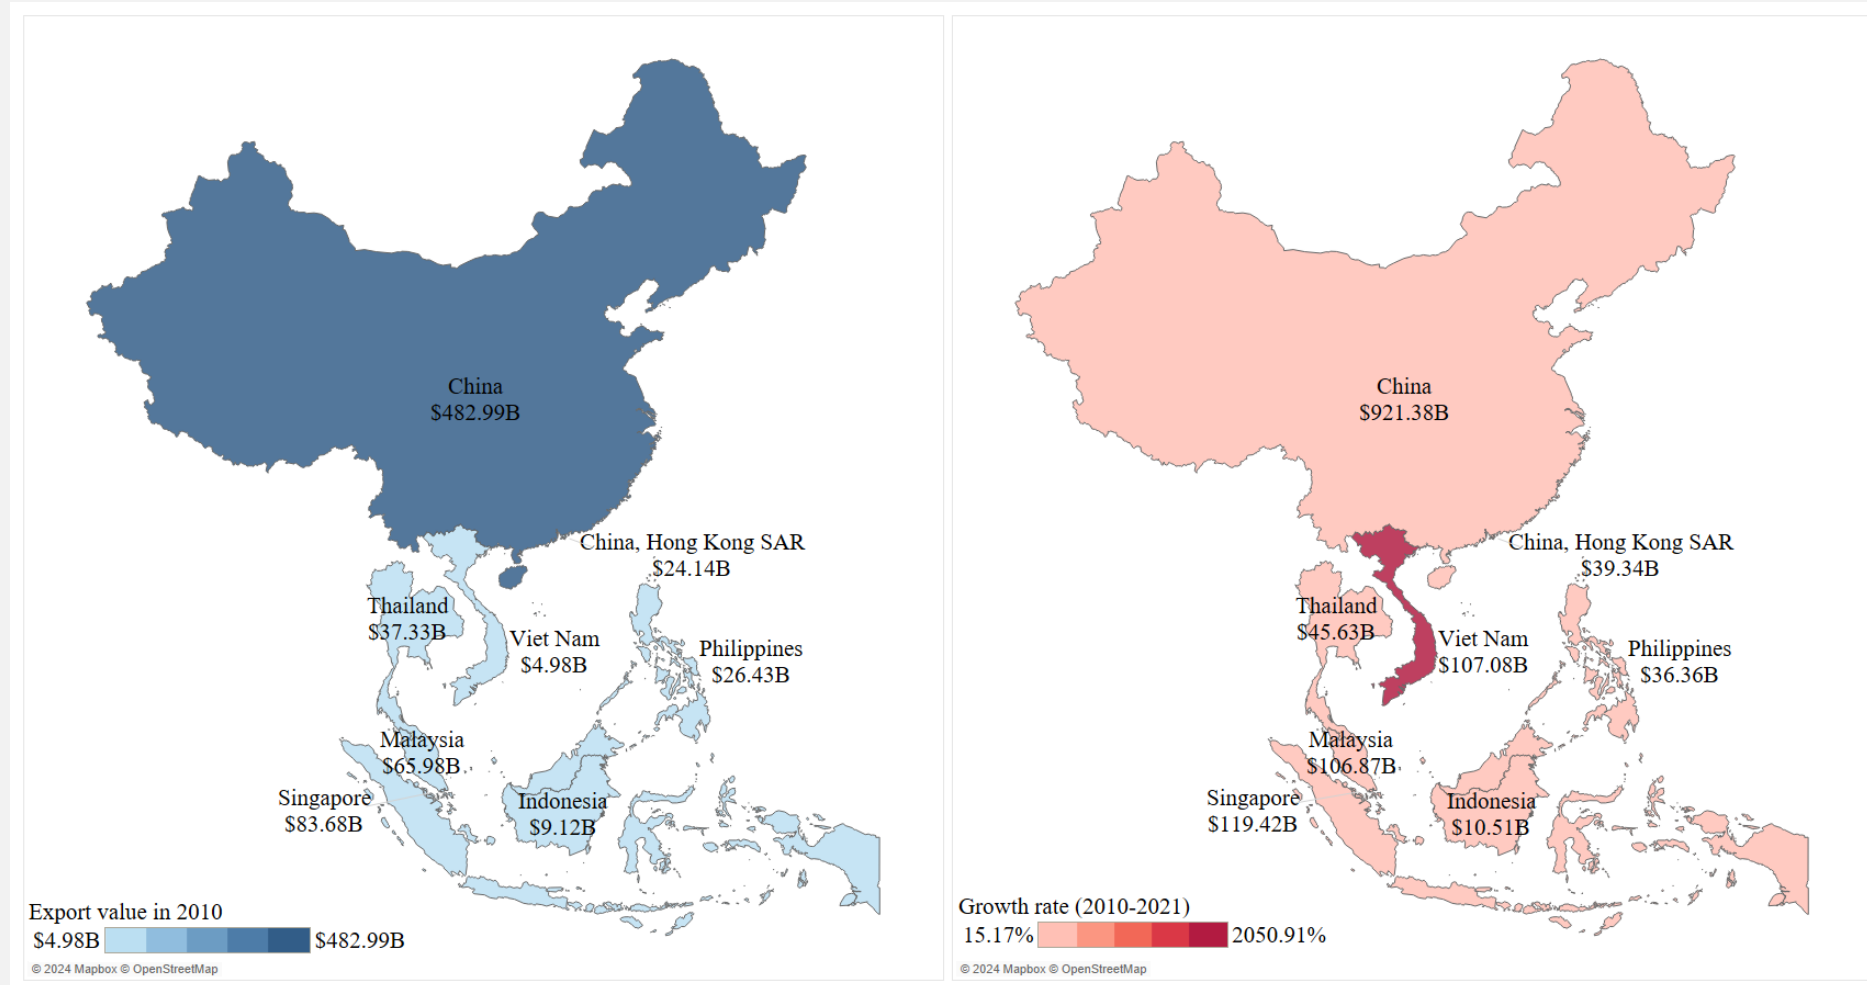 China
$482.99B
China, Hong Kong SAR
$24.14B
Thailand
$37.33B
Viet Nam
$4.98B
Philippines
$26.43B
Malaysia
$65.98B
Singapore
$83.68B
Indonesia
$9.12B
Export value in 2010
$4.98B $482.99B
© 2024 Mapbox © OpenStreetMap
China
$921.38B
China, Hong Kong SAR
$39.34B
Thailand
$45.63B
Viet Nam
$107.08B
Philippines
$36.36B
Malaysia
$106.87B
Singapore
$119.42B
Indonesia
$10.51B
Growth rate (2010-2021)
15.17% 2050.91%
© 2024 Mapbox © OpenStreetMap